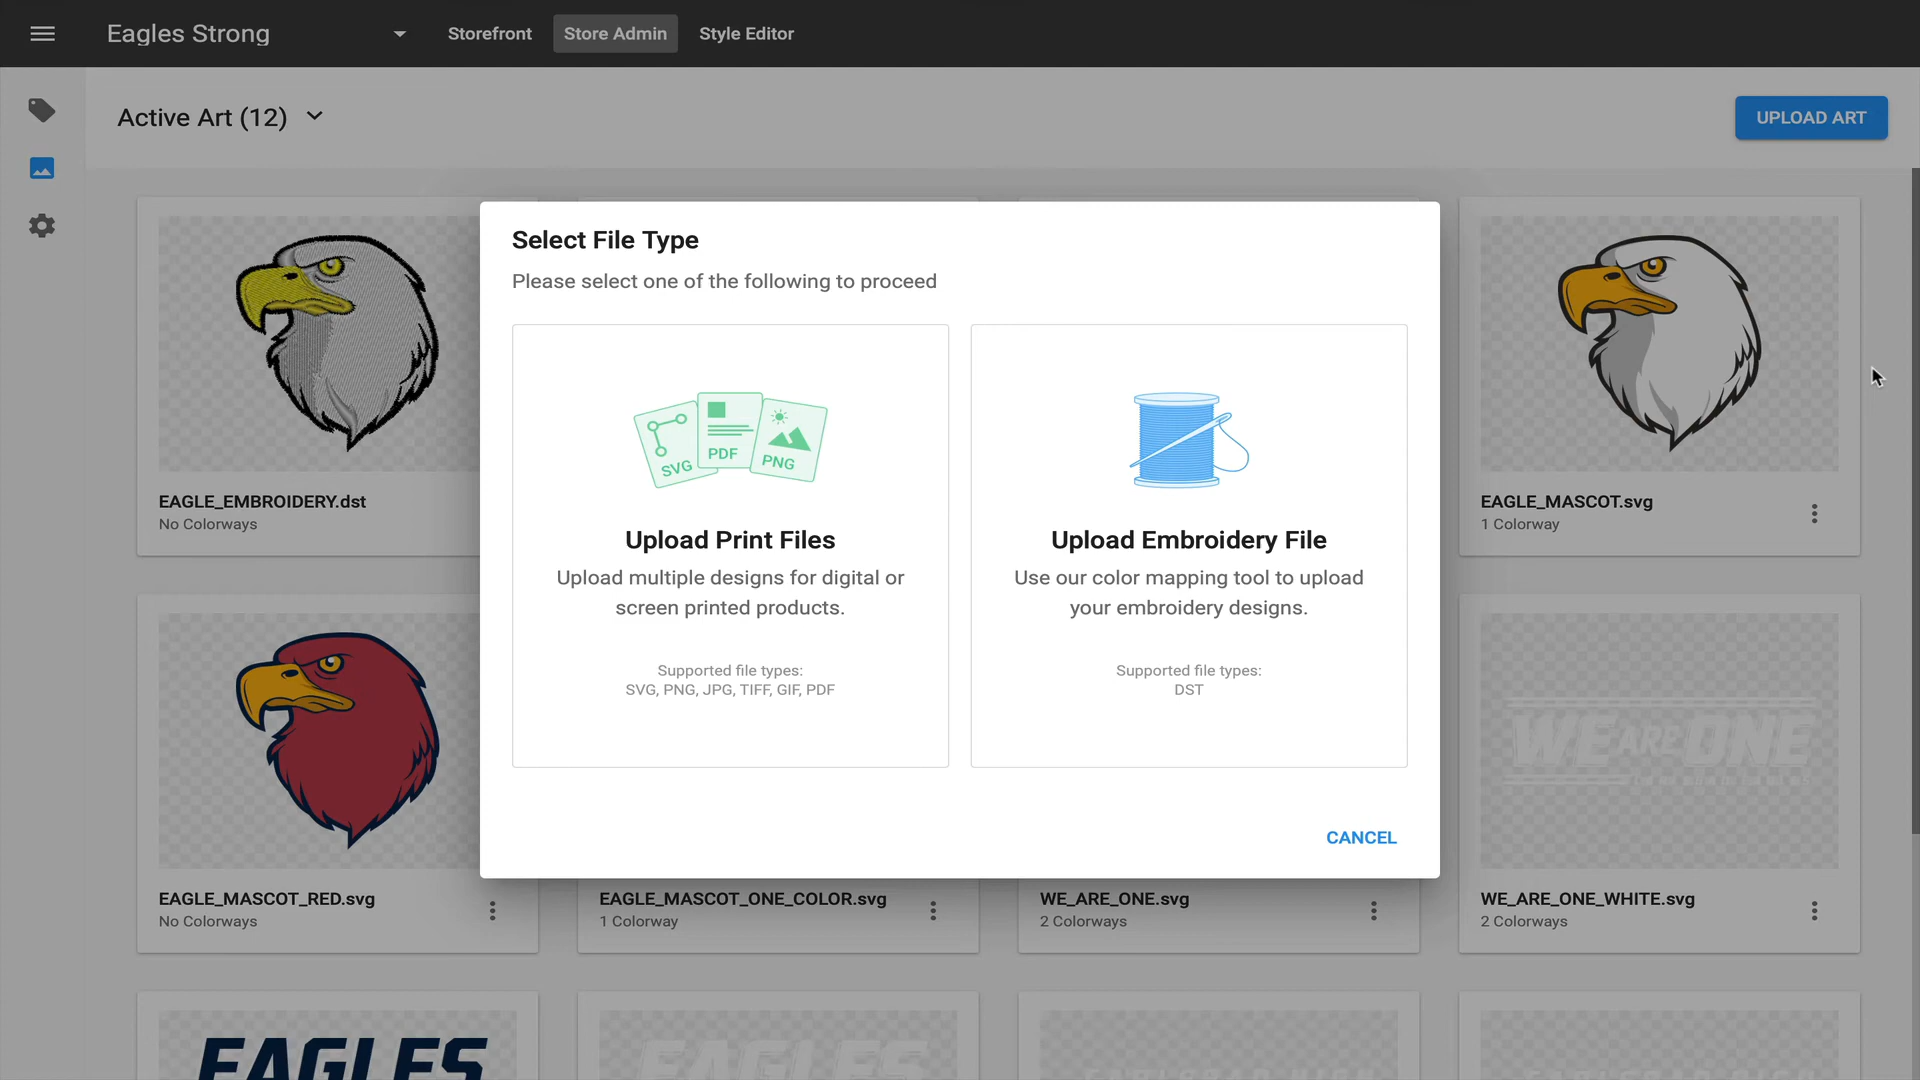 Eagles Strong
Storefront
Store Admin
Style Editor
Active Art (12)
UPLOAD ART
Select File Type
Please select one of the following to proceed
SVG
PDF
PNG
Upload Print Files
Upload multiple designs for digital or
screen printed products.
Supported file types:
SVG, PNG, JPG, TIFF, GIF, PDF
Upload Embroidery File
Use our color mapping tool to upload
your embroidery designs.
Supported file types:
DST
CANCEL
EAGLE_EMBROIDERY.dst
No Colorways
EAGLE_MASCOT.svg
1 Colorway
WE ARE ONE
EAGLE_MASCOT_RED.svg
No Colorways
EAGLE_MASCOT_ONE_COLOR.svg
1 Colorway
WE_ARE_ONE.svg
2 Colorways
WE_ARE_ONE_WHITE.svg
2 Colorways
EAGLES
EAGLES